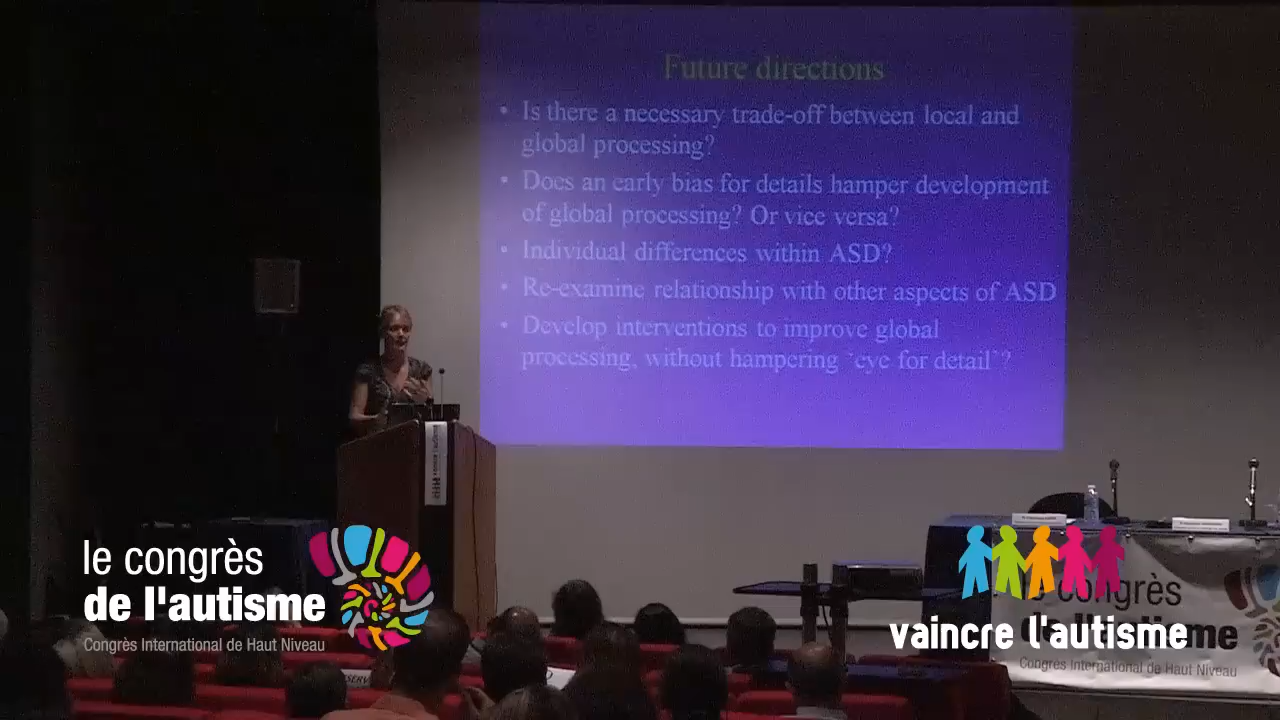 Future directions
• Is there a necessary trade-off between local and
global processing?
• Does an early bias for details hamper development
of global processing? Or vice versa?
• Individual differences within ASD?
• Re-examine relationship with other aspects of ASD
• Develop interventions to improve global
processing, without hampering 'eye for detail'?
le congrès
de l'autisme
Congrès International de Haut Niveau
vaincre l'autisme
congrès
de l'autisme
Congrès International de Haut Niveau